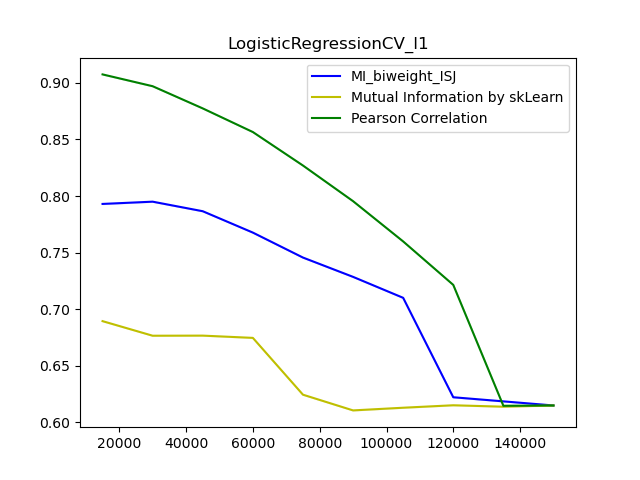 LogisticRegressionCV_l1
MI_biweight_ISJ
Mutual Information by skLearn
Pearson Correlation
0.90
0.85
0.80
0.75
0.70
0.65
0.60
20000 40000 60000 80000 100000 120000 140000